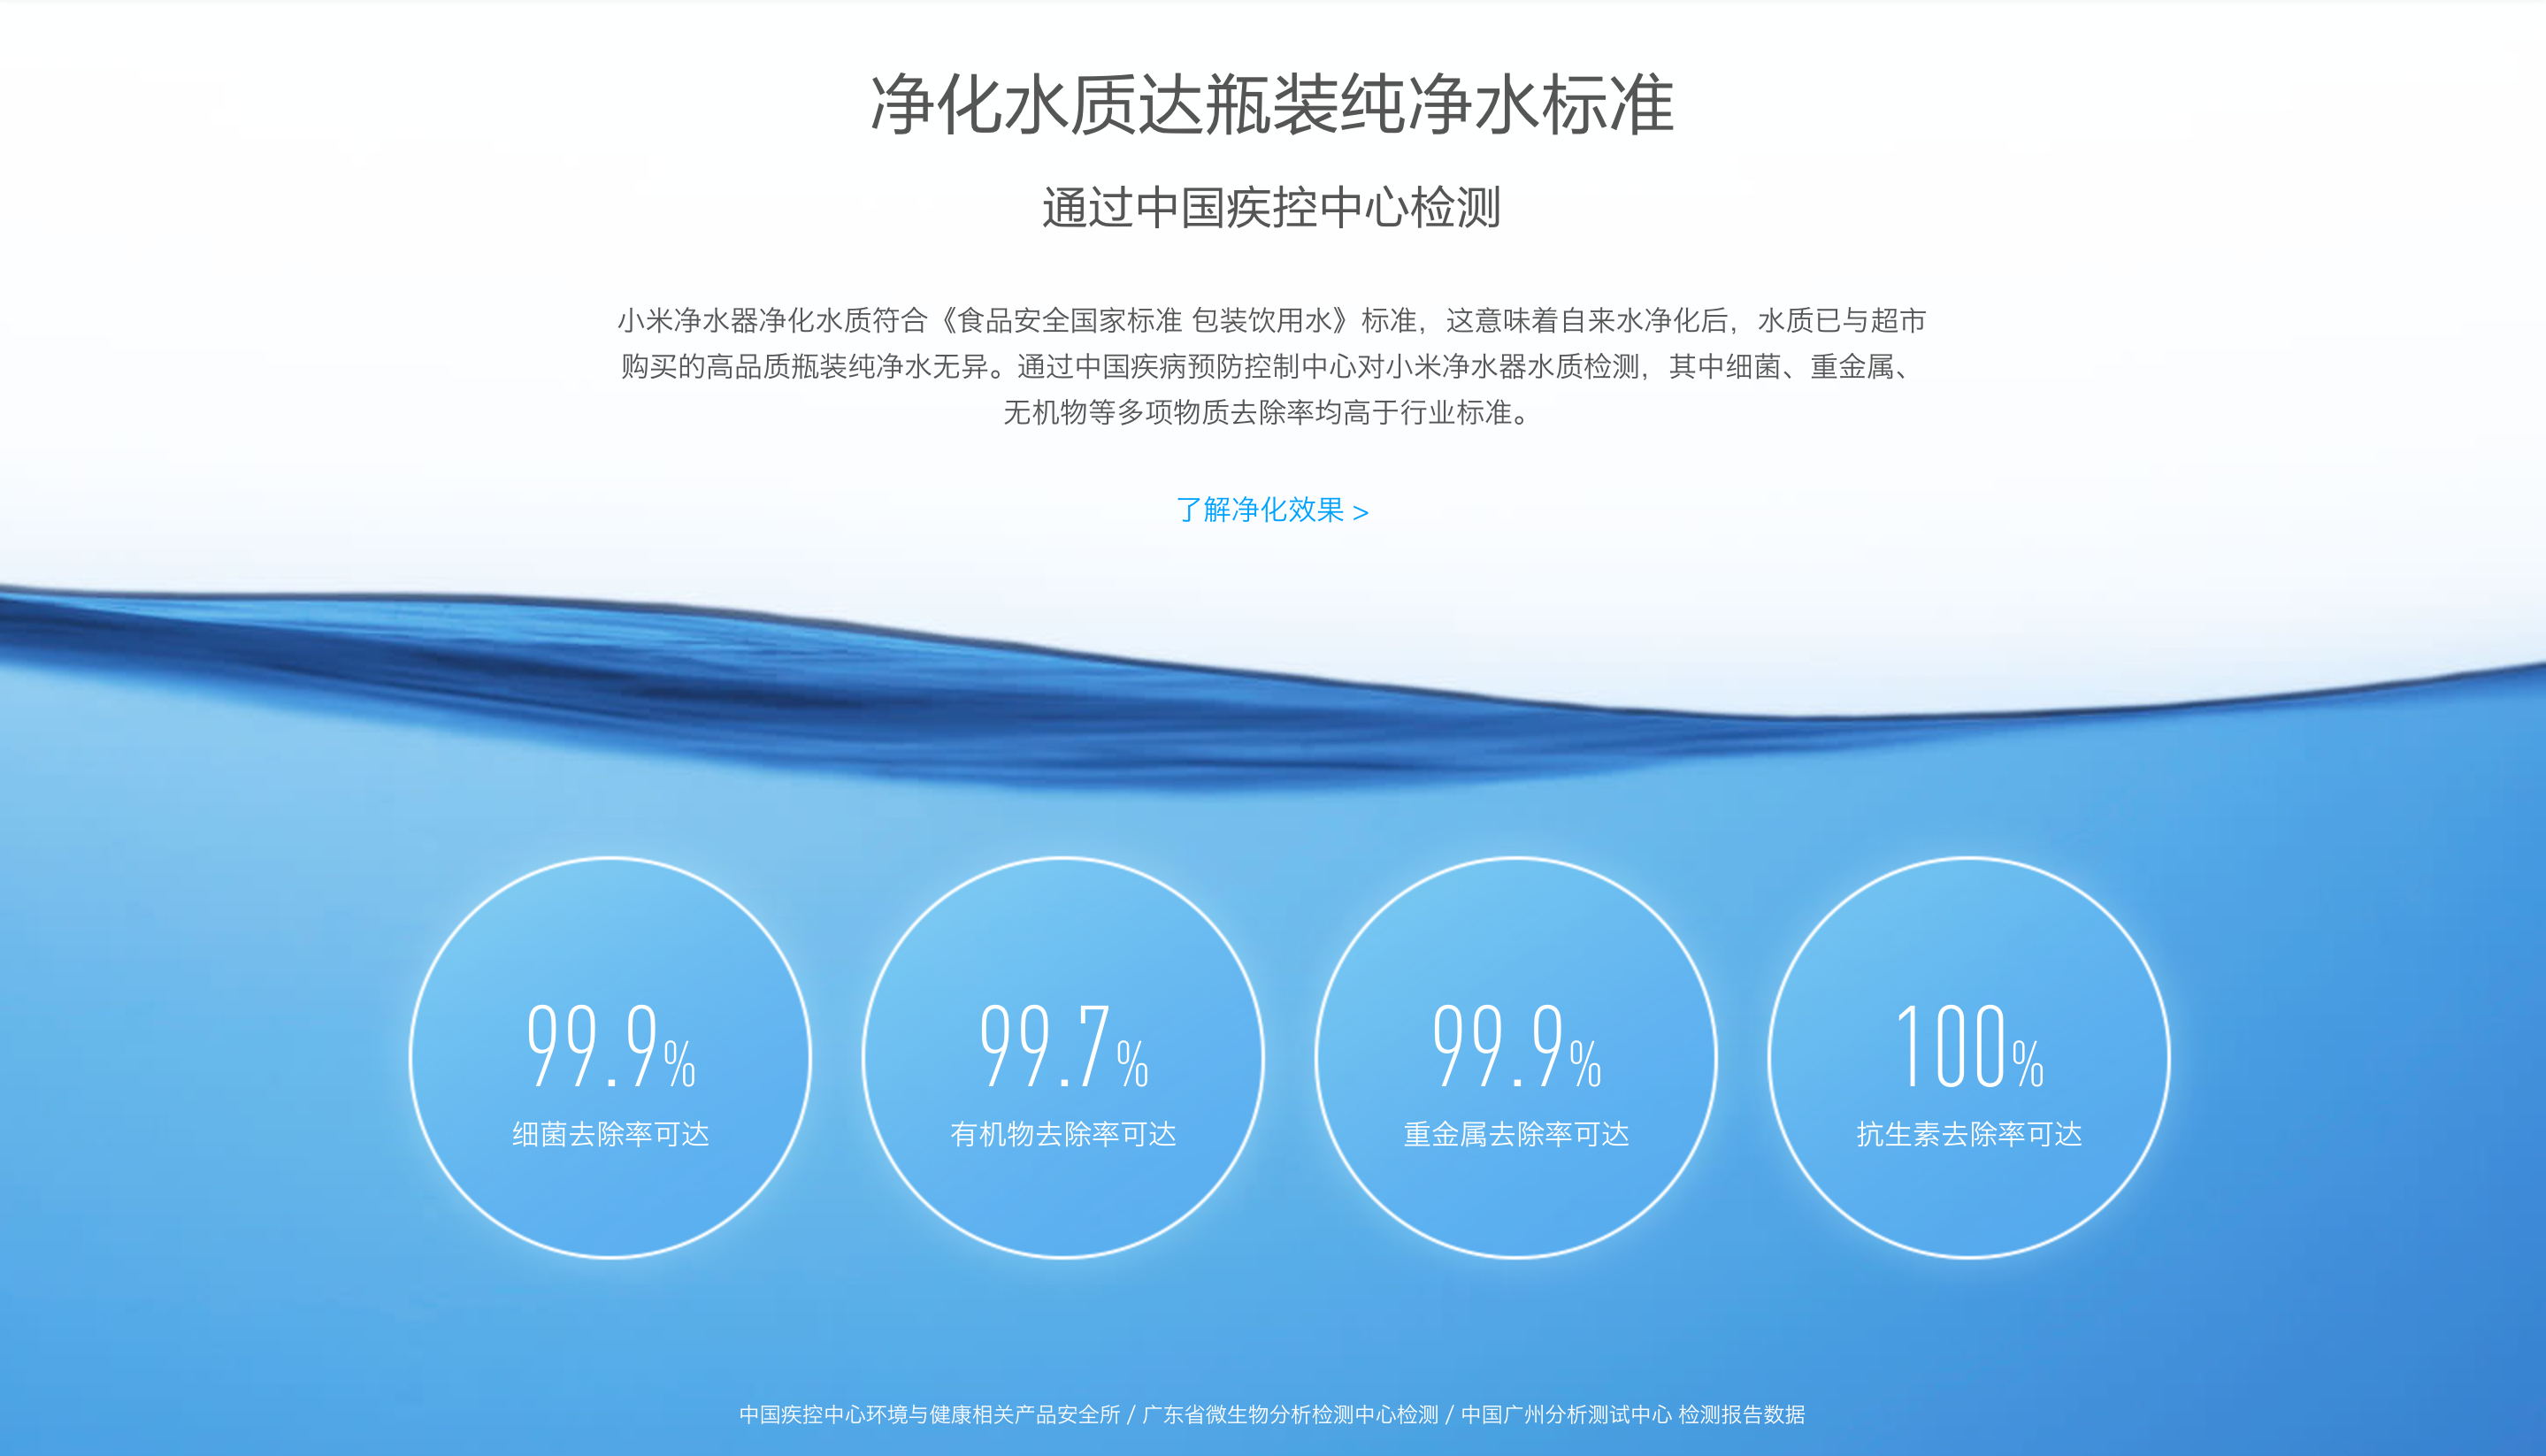 净化水质达瓶装纯净水标准
通过中国疾控中心检测
小米净水器净化水质符合《食品安全国家标准 包装饮用水》标准，这意味着自来水净化后，水质已与超市
购买的高品质瓶装纯净水无异。通过中国疾病预防控制中心对小米净水器水质检测，其中细菌、重金属、
无机物等多项物质去除率均高于行业标准。
了解净化效果 >
99.9%
细菌去除率可达
99.7%
有机物去除率可达
99.9%
重金属去除率可达
100%
抗生素去除率可达
中国疾控中心环境与健康相关产品安全所 / 广东省微生物分析检测中心检测 / 中国广州分析测试中心 检测报告数据